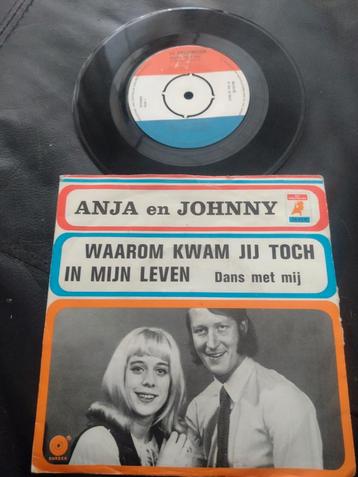 ANJA en JOHNNY
WAAROM KWAM JIJ TOCH
IN MIJN LEVEN Dans met mij